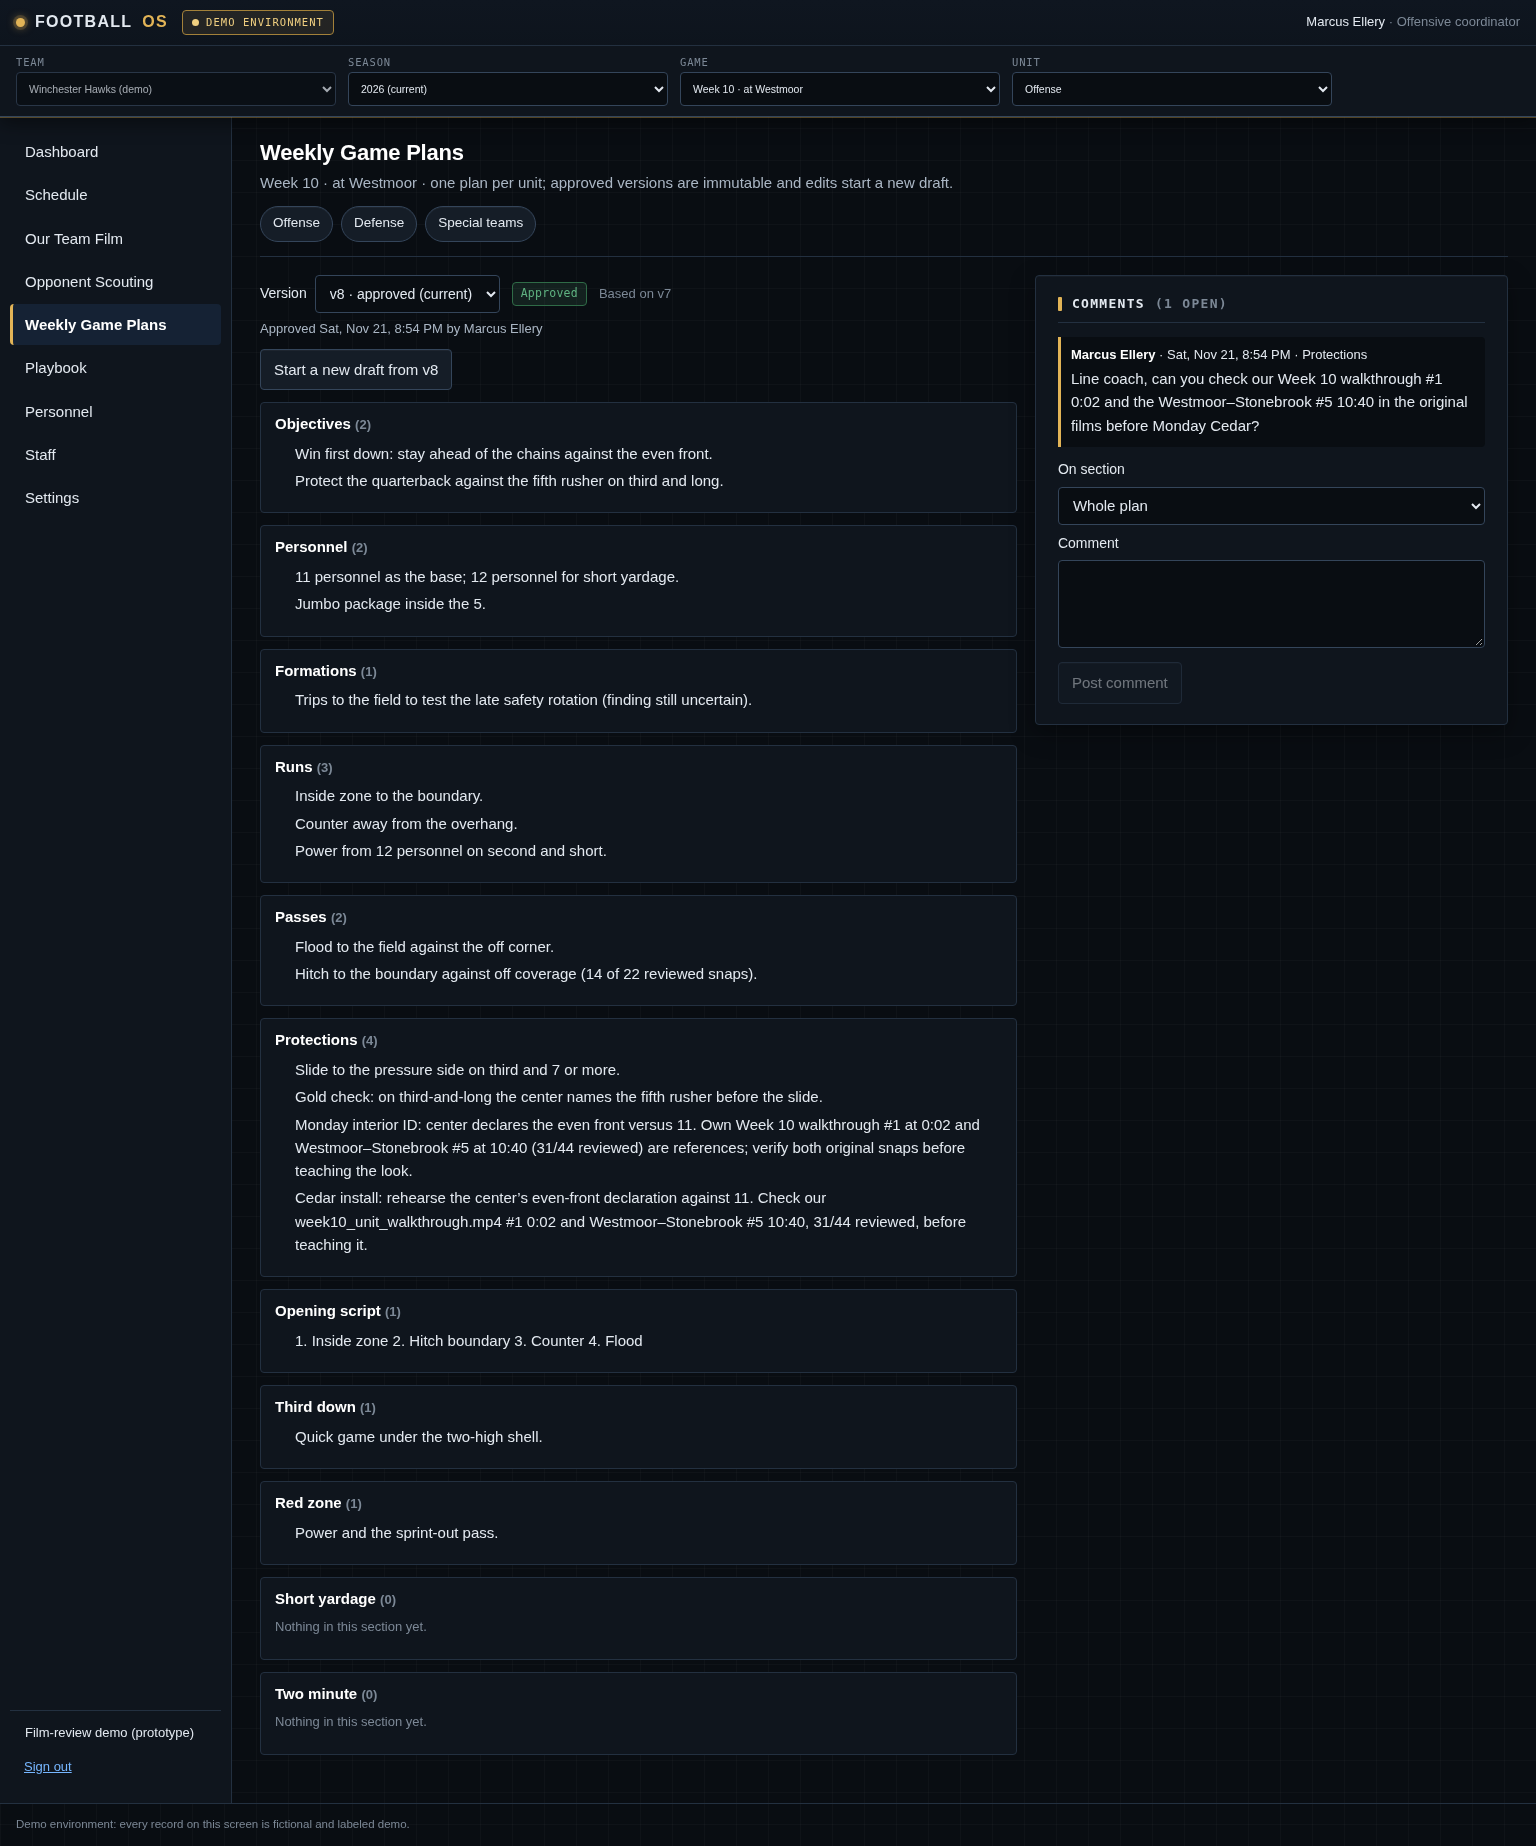 FOOTBALL OS
DEMO ENVIRONMENT
Marcus Ellery · Offensive coordinator
TEAM
Winchester Hawks (demo)
SEASON
2026 (current)
GAME
Week 10 · at Westmoor
UNIT
Offense
Dashboard
Schedule
Our Team Film
Opponent Scouting
Weekly Game Plans
Playbook
Personnel
Staff
Settings
Film-review demo (prototype)
Sign out
Weekly Game Plans
Week 10 · at Westmoor · one plan per unit; approved versions are immutable and edits start a new draft.
Offense
Defense
Special teams
Version
v8 · approved (current)
Approved
Based on v7
Approved Sat, Nov 21, 8:54 PM by Marcus Ellery
Start a new draft from v8
Objectives (2)
Win first down: stay ahead of the chains against the even front.
Protect the quarterback against the fifth rusher on third and long.
Personnel (2)
11 personnel as the base; 12 personnel for short yardage.
Jumbo package inside the 5.
Formations (1)
Trips to the field to test the late safety rotation (finding still uncertain).
Runs (3)
Inside zone to the boundary.
Counter away from the overhang.
Power from 12 personnel on second and short.
Passes (2)
Flood to the field against the off corner.
Hitch to the boundary against off coverage (14 of 22 reviewed snaps).
Protections (4)
Slide to the pressure side on third and 7 or more.
Gold check: on third-and-long the center names the fifth rusher before the slide.
Monday interior ID: center declares the even front versus 11. Own Week 10 walkthrough #1 at 0:02 and
Westmoor–Stonebrook #5 at 10:40 (31/44 reviewed) are references; verify both original snaps before
teaching the look.
Cedar install: rehearse the center’s even-front declaration against 11. Check our
week10_unit_walkthrough.mp4 #1 0:02 and Westmoor–Stonebrook #5 10:40, 31/44 reviewed, before
teaching it.
Opening script (1)
1. Inside zone 2. Hitch boundary 3. Counter 4. Flood
Third down (1)
Quick game under the two-high shell.
Red zone (1)
Power and the sprint-out pass.
Short yardage (0)
Nothing in this section yet.
Two minute (0)
Nothing in this section yet.
COMMENTS (1 OPEN)
Marcus Ellery · Sat, Nov 21, 8:54 PM · Protections
Line coach, can you check our Week 10 walkthrough #1
0:02 and the Westmoor–Stonebrook #5 10:40 in the original
films before Monday Cedar?
On section
Whole plan
Comment
Post comment
Demo environment: every record on this screen is fictional and labeled demo.